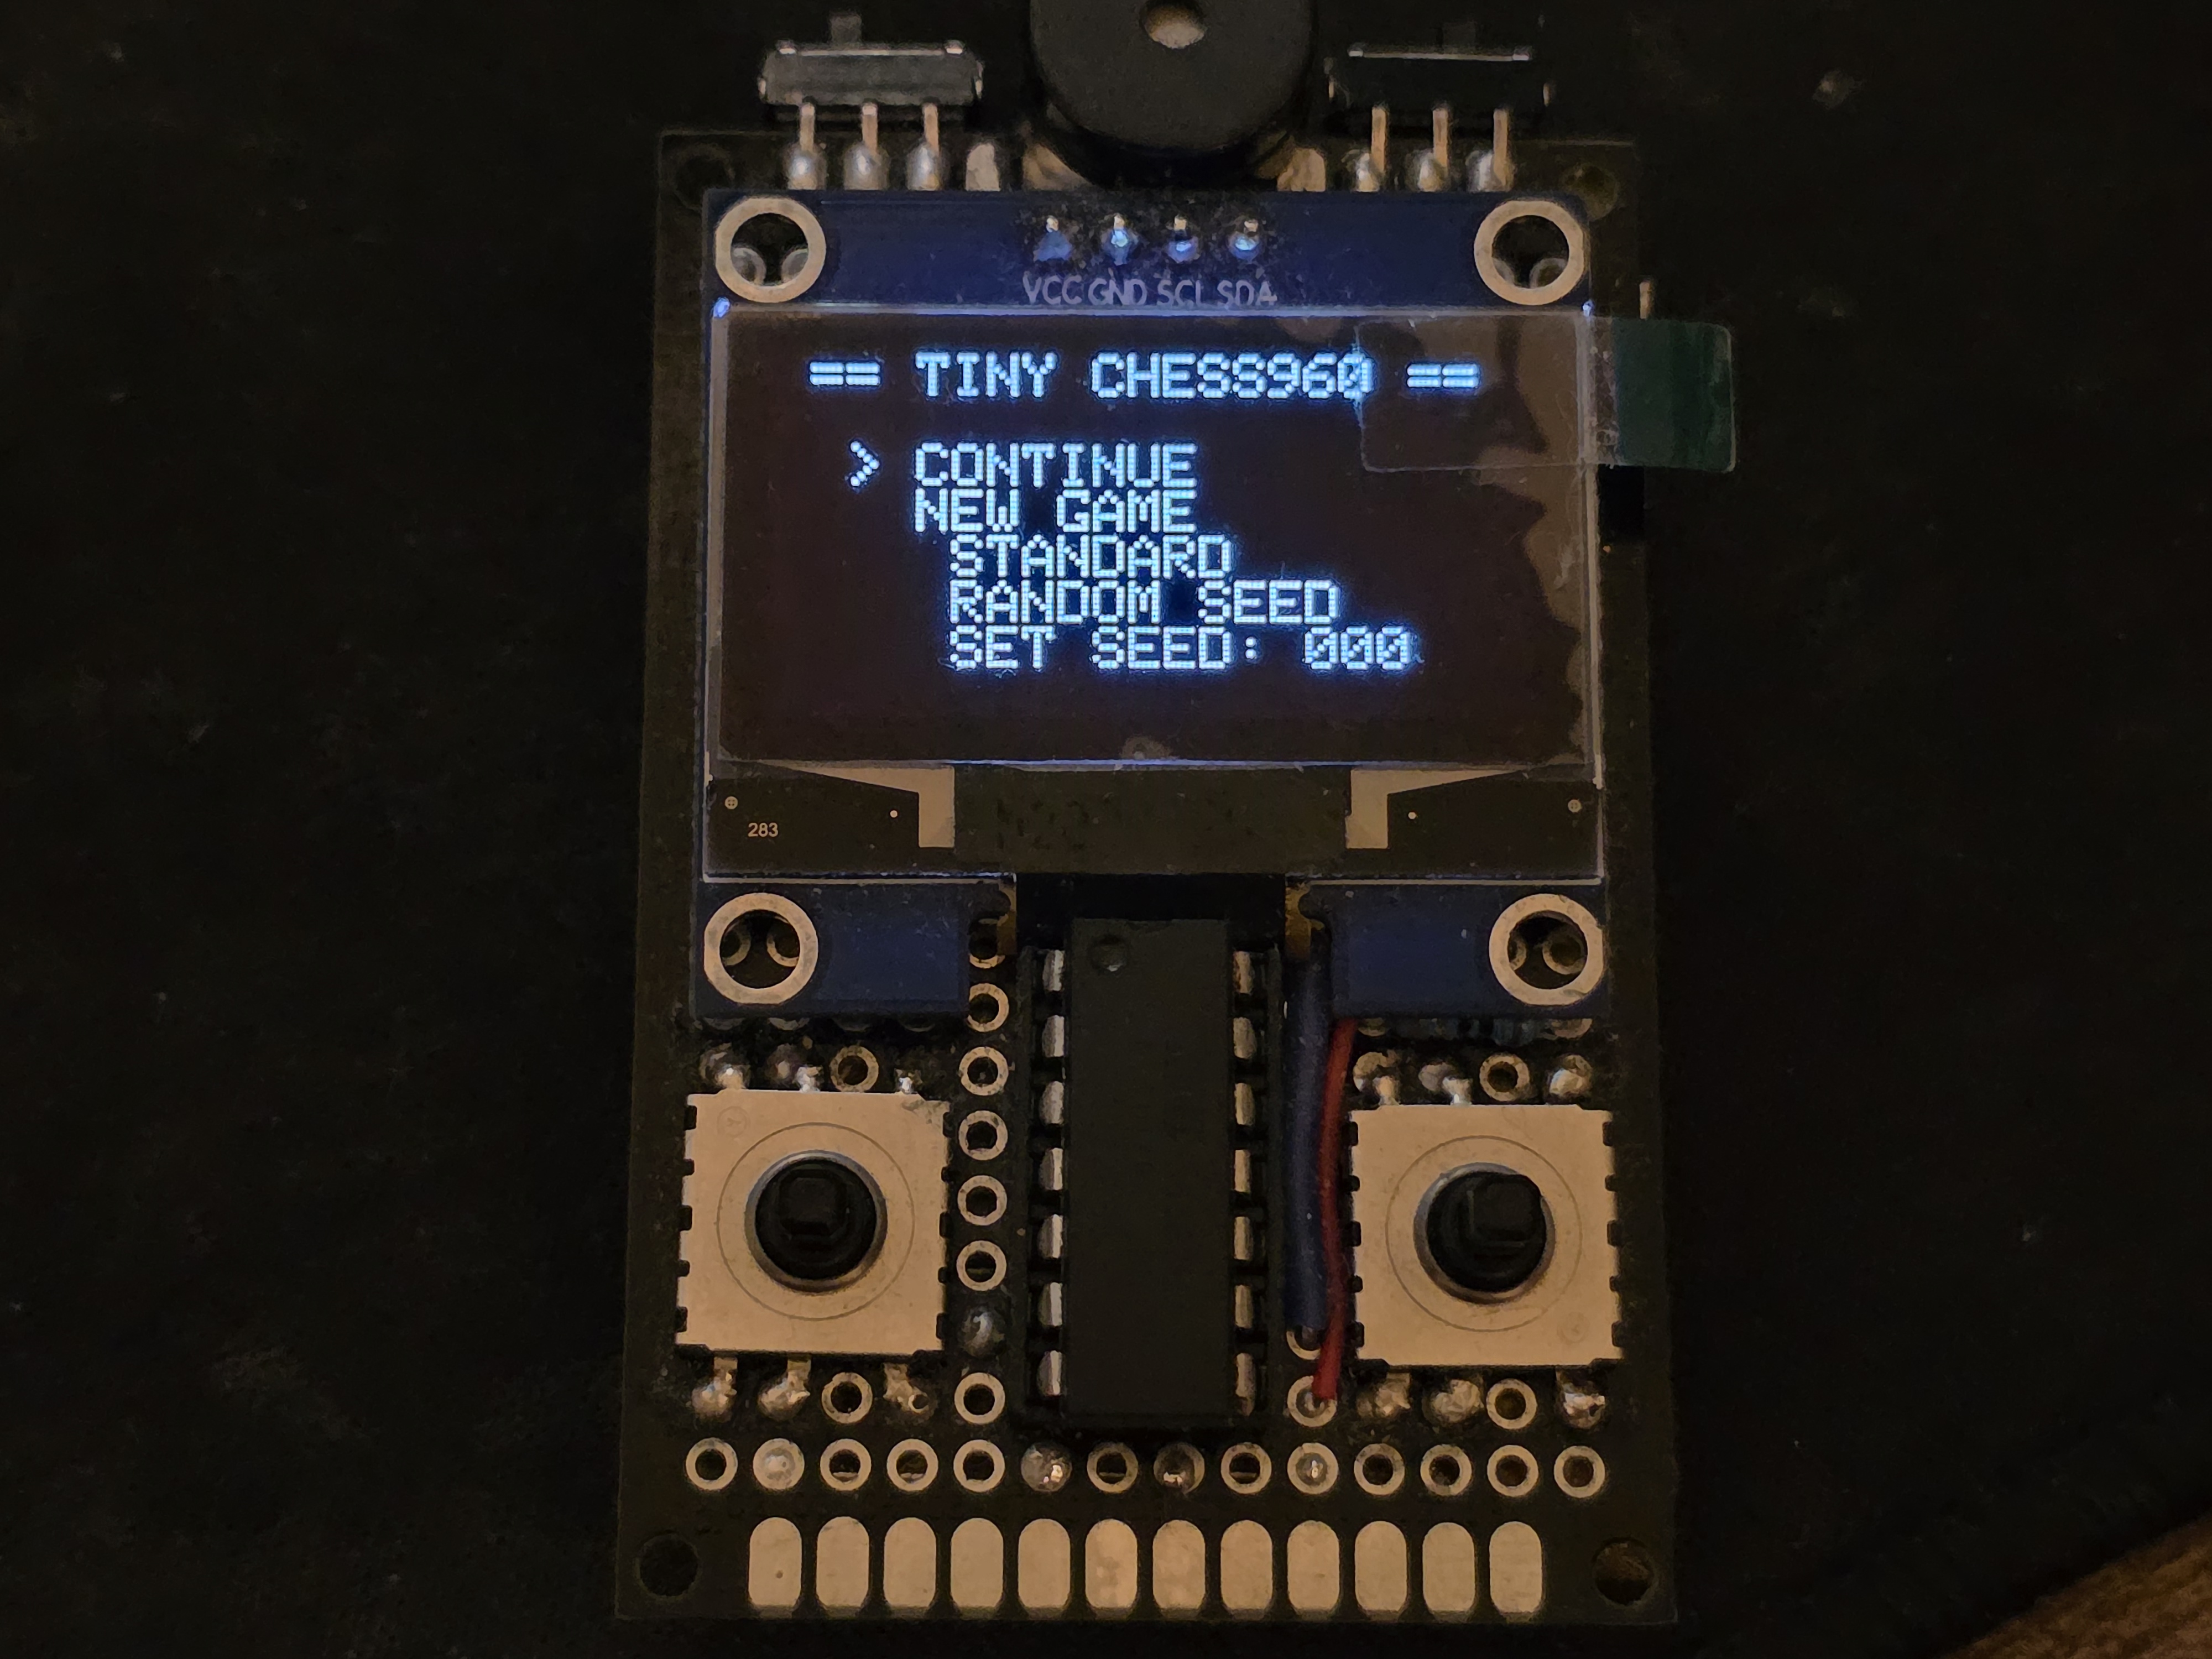 VCC GND SCL SDA
== TINY CHESS960 ==
> CONTINUE
NEW GAME
STANDARD
RANDOM SEED
SET SEED: 000
283